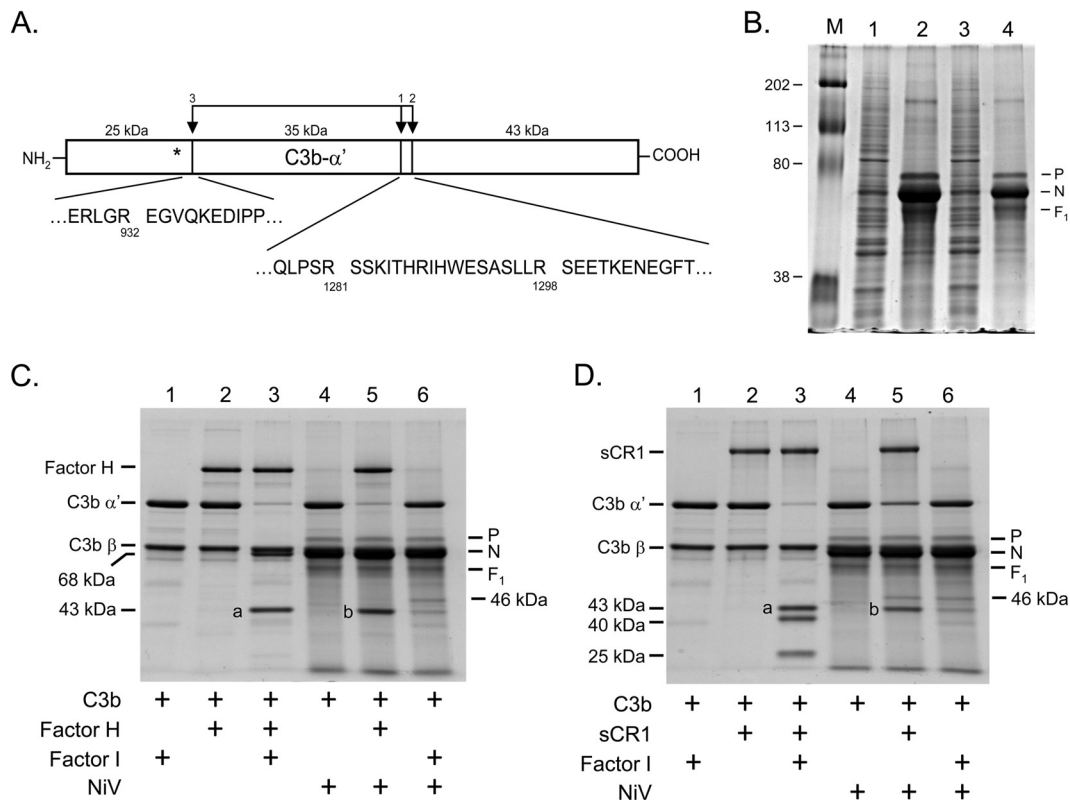 A.
3 1 2
25 kDa 35 kDa 43 kDa
NH2 * C3b-α’ COOH
…ERLGR EGVQKEDIPP…
932
…QLPSR SSKITHRIHWESASLLR SEETKENEGFT…
1281 1298
B.
M 1 2 3 4
202
113
80
38
P
N
F1
C.
1 2 3 4 5 6
Factor H
C3b α’
C3b β
68 kDa
43 kDa
a b
P
N
F1
46 kDa
C3b + + + + + +
Factor H + + +
Factor I + + +
NiV + + +
D.
1 2 3 4 5 6
sCR1
C3b α’
C3b β
43 kDa
40 kDa
25 kDa
a b
P
N
F1
46 kDa
C3b + + + + + +
sCR1 + + +
Factor I + + +
NiV + + +